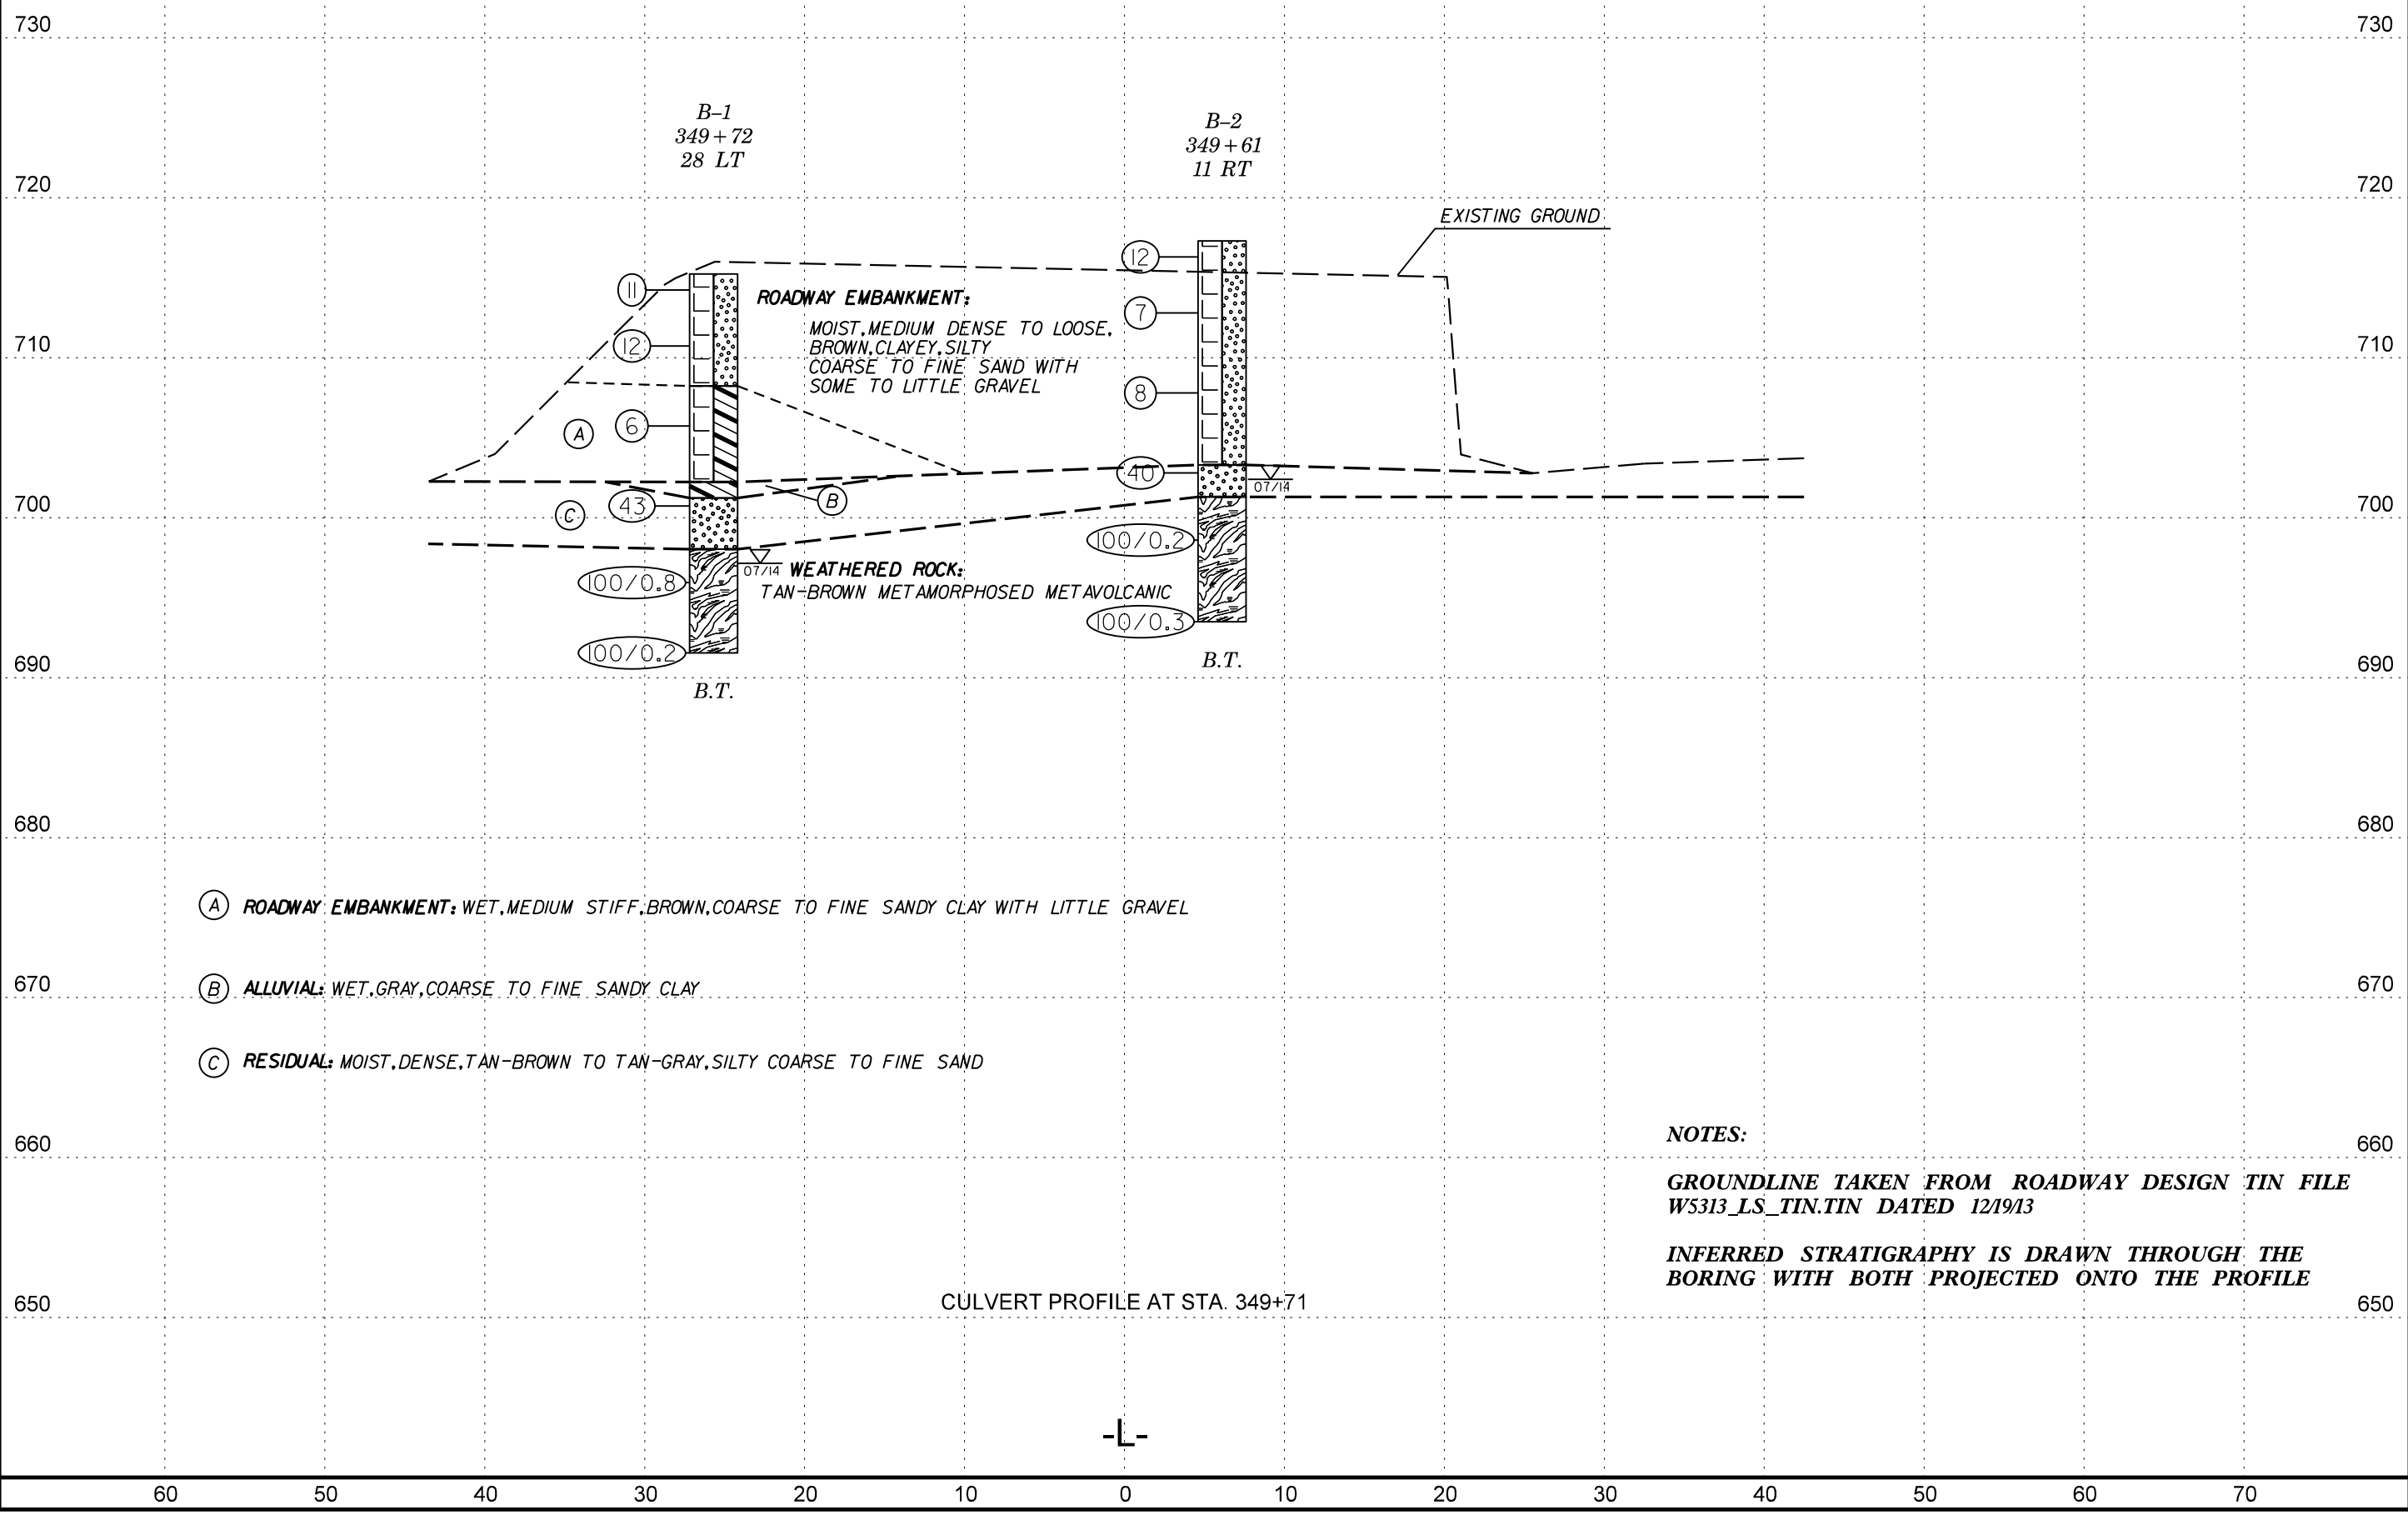 730 730
B–1
349+72
28 LT
B–2
349+61
11 RT
720 720
EXISTING GROUND
12
11
ROADWAY EMBANKMENT:
7
MOIST,MEDIUM DENSE TO LOOSE,
BROWN,CLAYEY,SILTY
COARSE TO FINE SAND WITH
SOME TO LITTLE GRAVEL
12
710 710
8
6
A
40
07/14
B
43
C
700 700
100/0.2
07/14
WEATHERED ROCK:
TAN-BROWN METAMORPHOSED METAVOLCANIC
100/0.8
100/0.3
100/0.2
B.T.
690 690
B.T.
680 680
A ROADWAY EMBANKMENT: WET,MEDIUM STIFF,BROWN,COARSE TO FINE SANDY CLAY WITH LITTLE GRAVEL
670 670
B ALLUVIAL: WET,GRAY,COARSE TO FINE SANDY CLAY
C RESIDUAL: MOIST,DENSE,TAN-BROWN TO TAN-GRAY,SILTY COARSE TO FINE SAND
NOTES:
660 660
GROUNDLINE TAKEN FROM ROADWAY DESIGN TIN FILE
W5313_LS_TIN.TIN DATED 12/19/13
INFERRED STRATIGRAPHY IS DRAWN THROUGH THE
BORING WITH BOTH PROJECTED ONTO THE PROFILE
650 650
CULVERT PROFILE AT STA. 349+71
-L-
60 50 40 30 20 10 0 10 20 30 40 50 60 70